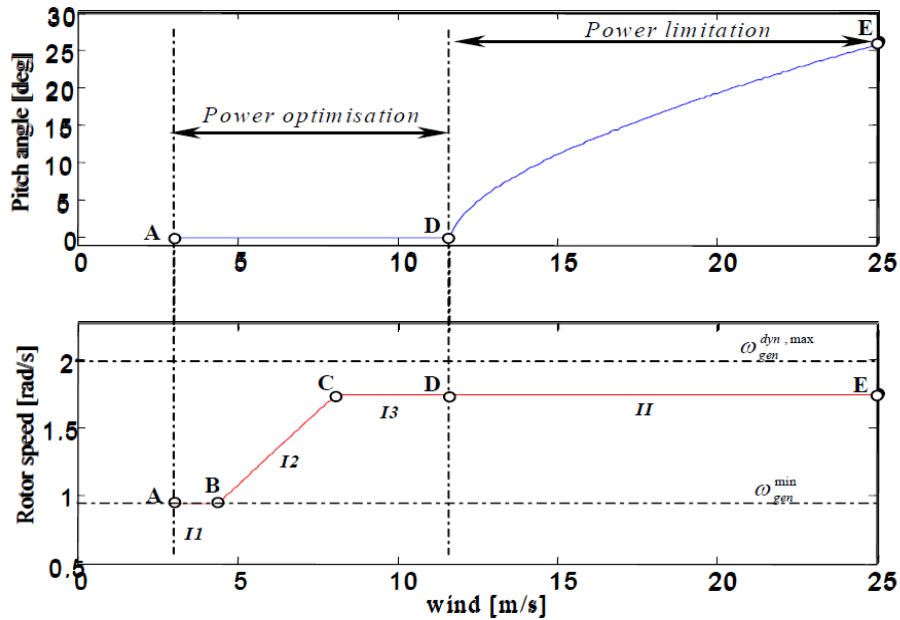 Pitch angle [deg]
30
25
20
15
10
5
0
Power limitation
E
Power optimisation
A
D
0
5
10
15
20
25
Rotor speed [rad/s]
2
1.5
1
0.5
ω gen dyn, max
C
D
E
I3
II
I2
A
B
ω gen min
I1
0
5
10
15
20
25
wind [m/s]